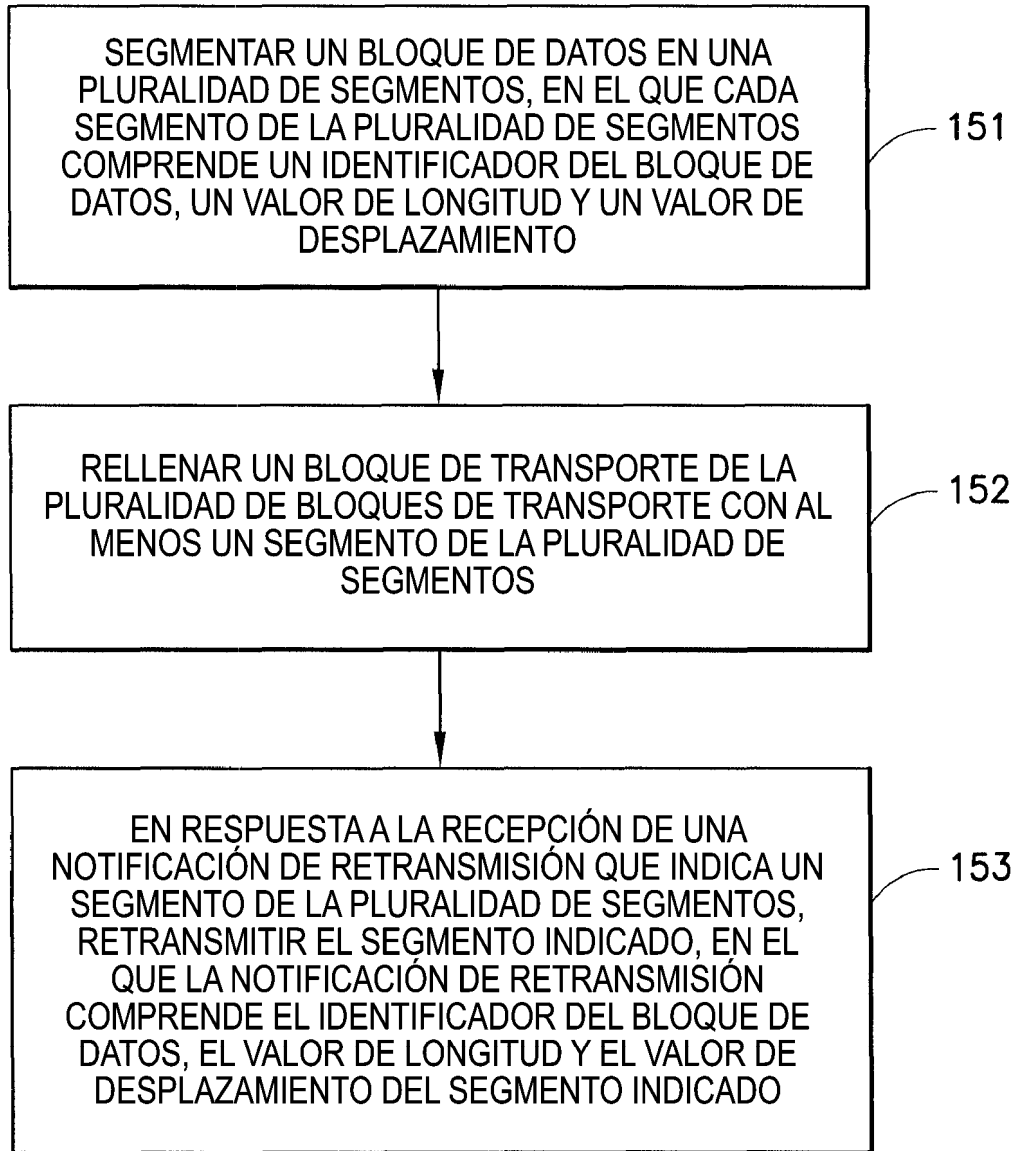 SEGMENTAR UN BLOQUE DE DATOS EN UNA
PLURALIDAD DE SEGMENTOS, EN EL QUE CADA
SEGMENTO DE LA PLURALIDAD DE SEGMENTOS
COMPRENDE UN IDENTIFICADOR DEL BLOQUE DE
DATOS, UN VALOR DE LONGITUD Y UN VALOR DE
DESPLAZAMIENTO
151
RELLENAR UN BLOQUE DE TRANSPORTE DE LA
PLURALIDAD DE BLOQUES DE TRANSPORTE CON AL
MENOS UN SEGMENTO DE LA PLURALIDAD DE
SEGMENTOS
152
EN RESPUESTA A LA RECEPCIÓN DE UNA
NOTIFICACIÓN DE RETRANSMISIÓN QUE INDICA UN
SEGMENTO DE LA PLURALIDAD DE SEGMENTOS,
RETRANSMITIR EL SEGMENTO INDICADO, EN EL
QUE LA NOTIFICACIÓN DE RETRANSMISIÓN
COMPRENDE EL IDENTIFICADOR DEL BLOQUE DE
DATOS, EL VALOR DE LONGITUD Y EL VALOR DE
DESPLAZAMIENTO DEL SEGMENTO INDICADO
153